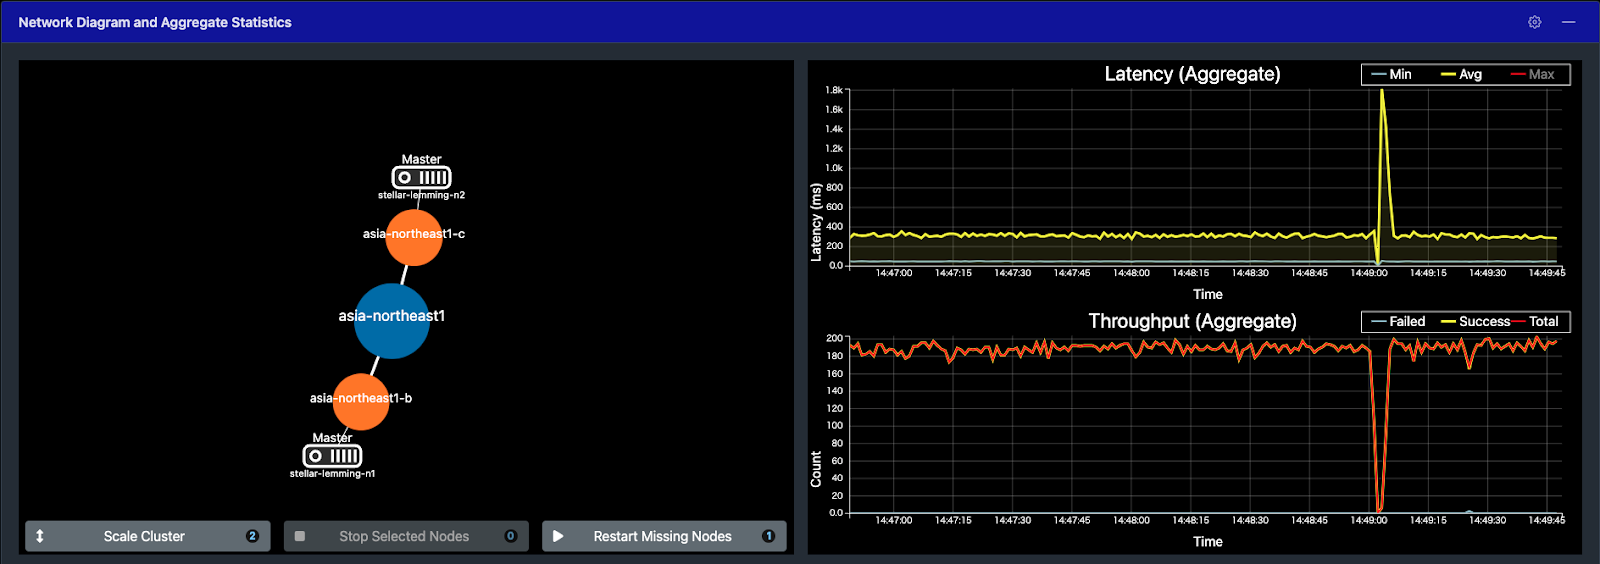 Network Diagram and Aggregate Statistics
Master
stellar-lemming-n2
asia-northeast1-c
asia-northeast1
asia-northeast1-b
Master
stellar-lemming-n1
Scale Cluster 2
Stop Selected Nodes 0
Restart Missing Nodes 1
Latency (Aggregate)
Min Avg Max
1.8k
1.6k
1.4k
1.2k
1.0k
800
600
400
200
0.0
Latency (ms)
14:47:00 14:47:15 14:47:30 14:47:45 14:48:00 14:48:15 14:48:30 14:48:45 14:49:00 14:49:15 14:49:30 14:49:45
Time
Throughput (Aggregate)
Failed Success Total
200
180
160
140
120
100
80
60
40
20
0.0
Count
14:47:00 14:47:15 14:47:30 14:47:45 14:48:00 14:48:15 14:48:30 14:48:45 14:49:00 14:49:15 14:49:30 14:49:45
Time